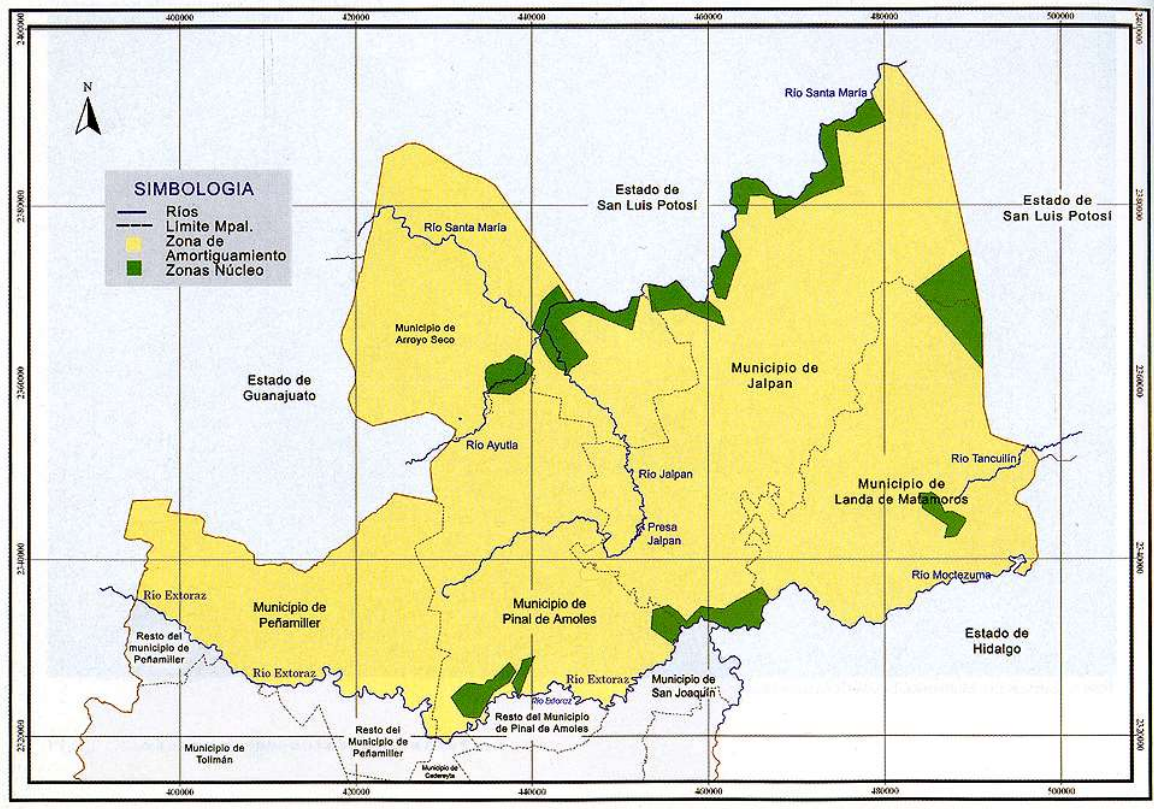 400000 420000 440000 460000 480000 500000
2400000 2400000
N
Río Santa María
SIMBOLOGIA
Ríos
Límite Mpal.
Zona de
Amortiguamiento
Zonas Núcleo
Estado de
San Luis Potosí
Estado de
San Luis Potosí
2380000 2380000
Río Santa María
Municipio de
Arroyo Seco
Municipio de
Jalpan
Estado de
Guanajuato
2360000 2360000
Río Ayutla
Río Jalpan
Río Tancuilín
Municipio de
Landa de Matamoros
Presa
Jalpan
2340000 2340000
Río Moctezuma
Río Extoraz
Municipio de
Peñamiller
Municipio de
Pinal de Amoles
Resto del
municipio de
Peñamiller
Estado de
Hidalgo
Río Extoraz
Río Extoraz
Municipio de
San Joaquín
Río Extoraz
Resto del Municipio
de Pinal de Amoles
2320000 2320000
Municipio de
Tolimán
Resto del
Municipio de
Peñamiller
Municipio de
Cadereyta
400000 420000 440000 460000 480000 500000